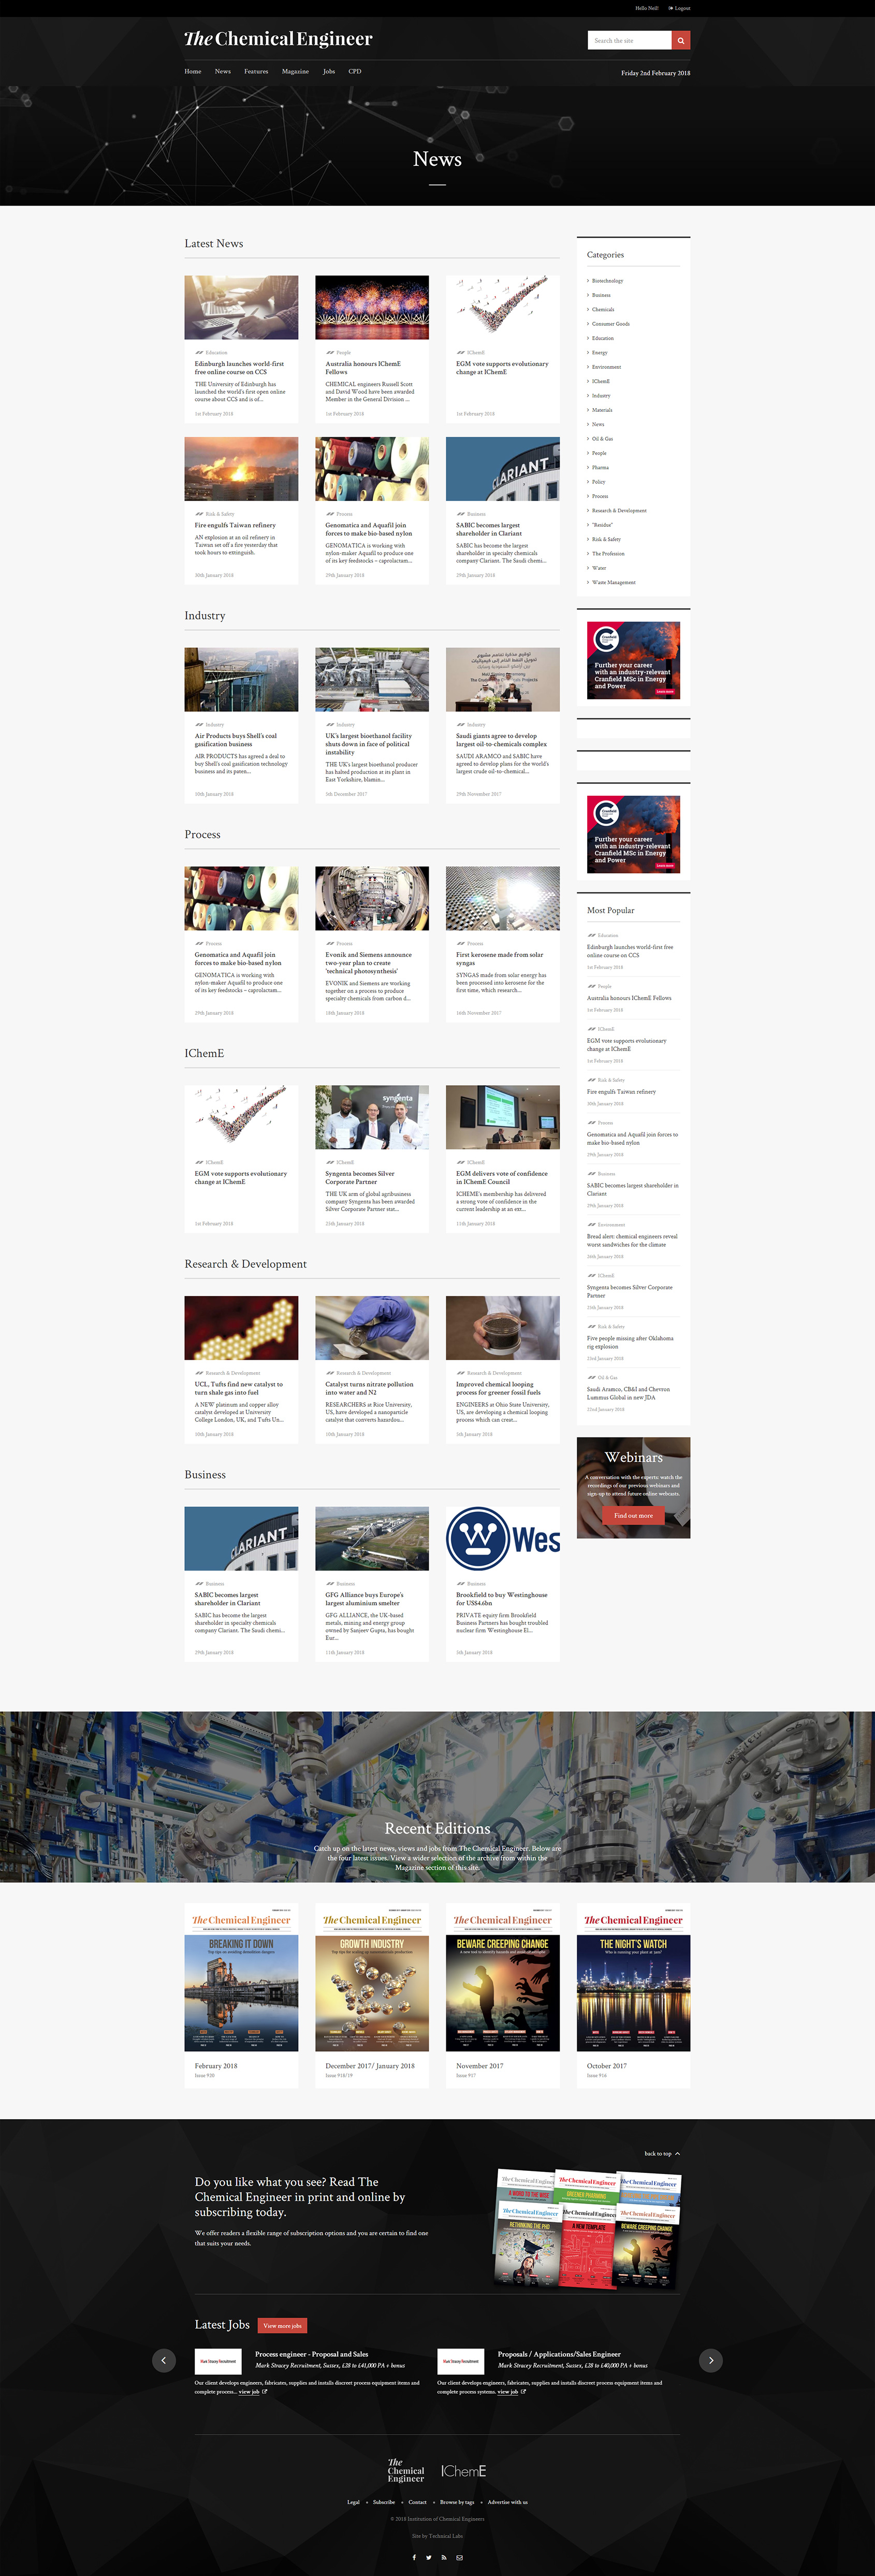 Hello Neil!
Logout
The Chemical Engineer
Search the site
Home
News
Features
Magazine
Jobs
CPD
Friday 2nd February 2018
News
Latest News
Education
Edinburgh launches world-first
free online course on CCS
THE University of Edinburgh has
launched the world's first open online
course about CCS and is of...
1st February 2018
People
Australia honours IChemE
Fellows
CHEMICAL engineers Russell Scott
and David Wood have been awarded
Member in the General Division ...
1st February 2018
IChemE
EGM vote supports evolutionary
change at IChemE
1st February 2018
Risk & Safety
Fire engulfs Taiwan refinery
AN explosion at an oil refinery in
Taiwan set off a fire yesterday that
took hours to extinguish.
30th January 2018
Process
Genomatica and Aquafil join
forces to make bio-based nylon
GENOMATICA is working with
nylon-maker Aquafil to produce one
of its key feedstocks – caprolactam...
29th January 2018
CLARIANT
Business
SABIC becomes largest
shareholder in Clariant
SABIC has become the largest
shareholder in specialty chemicals
company Clariant. The Saudi chemi...
29th January 2018
Industry
Industry
Air Products buys Shell's coal
gasification business
AIR PRODUCTS has agreed a deal to
buy Shell's coal gasification technology
business and its paten...
Industry
UK's largest bioethanol facility
shuts down in face of political
instability
THE UK's largest bioethanol producer
has halted production at its plant in
East Yorkshire, blamin...
5th December 2017
Industry
Saudi giants agree to develop
largest oil-to-chemicals complex
SAUDI ARAMCO and SABIC have
agreed to develop plans for the world's
largest crude oil-to-chemical...
29th November 2017
Process
Process
Genomatica and Aquafil join
forces to make bio-based nylon
GENOMATICA is working with
nylon-maker Aquafil to produce one
of its key feedstocks – caprolactam...
29th January 2018
Process
Evonik and Siemens announce
two-year plan to create
'technical photosynthesis'
EVONIK and Siemens are working
together on a process to produce
specialty chemicals from carbon d...
18th January 2018
Process
First kerosene made from solar
syngas
SYNGAS made from solar energy has
been processed into kerosene for the
first time, which research...
16th November 2017
IChemE
IChemE
EGM vote supports evolutionary
change at IChemE
1st February 2018
syngenta
IChemE
Syngenta becomes Silver
Corporate Partner
THE UK arm of global agribusiness
company Syngenta has been awarded
Silver Corporate Partner stat...
25th January 2018
IChemE
EGM delivers vote of confidence
in IChemE Council
ICHEME's membership has delivered
a strong vote of confidence in the
current leadership at an ext...
11th January 2018
Research & Development
Research & Development
UCL, Tufts find new catalyst to
turn shale gas into fuel
A NEW platinum and copper alloy
catalyst developed at University
College London, UK, and Tufts Un...
Research & Development
Catalyst turns nitrate pollution
into water and N2
RESEARCHERS at Rice University,
US, have developed a nanoparticle
catalyst that converts hazardou...
10th January 2018
Research & Development
Improved chemical looping
process for greener fossil fuels
ENGINEERS at Ohio State University,
US, are developing a chemical looping
process which can creat...
Business
CLARIANT
Business
SABIC becomes largest
shareholder in Clariant
SABIC has become the largest
shareholder in specialty chemicals
company Clariant. The Saudi chemi...
29th January 2018
Business
GFG Alliance buys Europe's
largest aluminium smelter
GFG ALLIANCE, the UK-based
metals, mining and energy group
owned by Sanjeev Gupta, has bought
Eur...
11th January 2018
Wes
Business
Brookfield to buy Westinghouse
for US$4.6bn
PRIVATE equity firm Brookfield
Business Partners has bought troubled
nuclear firm Westinghouse El...
5th January 2018
Categories
Biotechnology
Business
Chemicals
Consumer Goods
Education
Energy
Environment
IChemE
Industry
Materials
News
Oil & Gas
People
Pharma
Policy
Process
Research & Development
"Residue"
Risk & Safety
The Profession
Water
Waste Management
Cranfield
Further your career
with an industry-relevant
Cranfield MSc in Energy
and Power
Learn more
Cranfield
Further your career
with an industry-relevant
Cranfield MSc in Energy
and Power
Learn more
Most Popular
Education
Edinburgh launches world-first free
online course on CCS
1st February 2018
People
Australia honours IChemE Fellows
1st February 2018
IChemE
EGM vote supports evolutionary
change at IChemE
1st February 2018
Risk & Safety
Fire engulfs Taiwan refinery
30th January 2018
Process
Genomatica and Aquafil join forces to
make bio-based nylon
29th January 2018
Business
SABIC becomes largest shareholder in
Clariant
29th January 2018
Environment
Bread alert: chemical engineers reveal
worst sandwiches for the climate
26th January 2018
IChemE
Syngenta becomes Silver Corporate
Partner
25th January 2018
Risk & Safety
Five people missing after Oklahoma
rig explosion
23rd January 2018
Oil & Gas
Saudi Aramco, CB&I and Chevron
Lummus Global in new JDA
22nd January 2018
Webinars
A conversation with the experts: watch the
recordings of our previous webinars and
sign-up to attend future online webcasts.
Find out more
Recent Editions
Catch up on the latest news, views and jobs from The Chemical Engineer. Below are
the four latest issues. View a wider selection of the archive from within the
Magazine section of this site.
The Chemical Engineer
BREAKING IT DOWN
Top tips on avoiding demolition dangers
February 2018
Issue 920
The Chemical Engineer
GROWTH INDUSTRY
December 2017/ January 2018
Issue 918/19
The Chemical Engineer
BEWARE CREEPING CHANGE
November 2017
Issue 917
The Chemical Engineer
THE NIGHT'S WATCH
Who is running your plant at zero?
October 2017
Issue 916
back to top
Do you like what you see? Read The
Chemical Engineer in print and online by
subscribing today.
We offer readers a flexible range of subscription options and you are certain to find one
that suits your needs.
A WORD TO THE WISE
GREENER PHARMING
RETHINKING THE PHD
A NEW TEMPLATE
BEWARE CREEPING CHANGE
Latest Jobs
View more jobs
Mark Stracey Recruitment
Process engineer - Proposal and Sales
Mark Stracey Recruitment, Sussex, £28 to £41,000 PA + bonus
Our client develops engineers, fabricates, supplies and installs discreet process equipment items and
complete process... view job
Mark Stracey Recruitment
Proposals / Applications/Sales Engineer
Mark Stracey Recruitment, Sussex, £28 to £40,000 PA + bonus
Our client develops engineers, fabricates, supplies and installs discreet process equipment items and
complete process systems. view job
The
Chemical
Engineer
IChemE
Legal
Subscribe
Contact
Browse by tags
Advertise with us
© 2018 Institution of Chemical Engineers
Site by Technical Labs